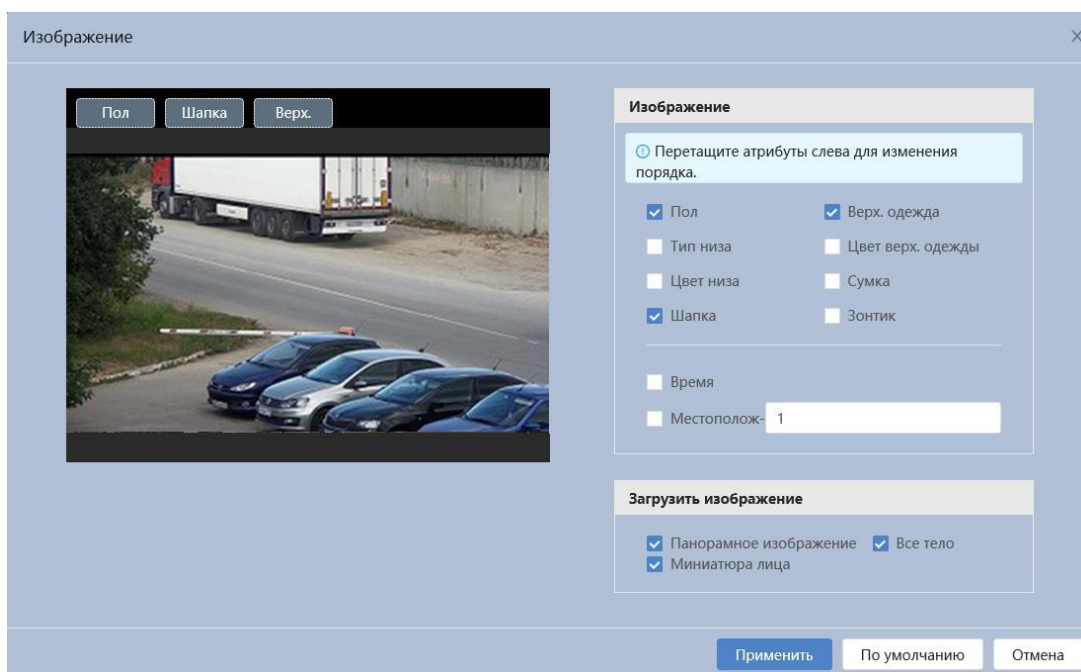 Изображение
Пол
Шапка
Верх.
Изображение
Перетащите атрибуты слева для изменения
порядка.
Пол
Верх. одежда
Тип низа
Цвет верх. одежды
Цвет низа
Сумка
Шапка
Зонтик
Время
Местополож-
1
Загрузить изображение
Панорамное изображение
Все тело
Миниатюра лица
Применить
По умолчанию
Отмена